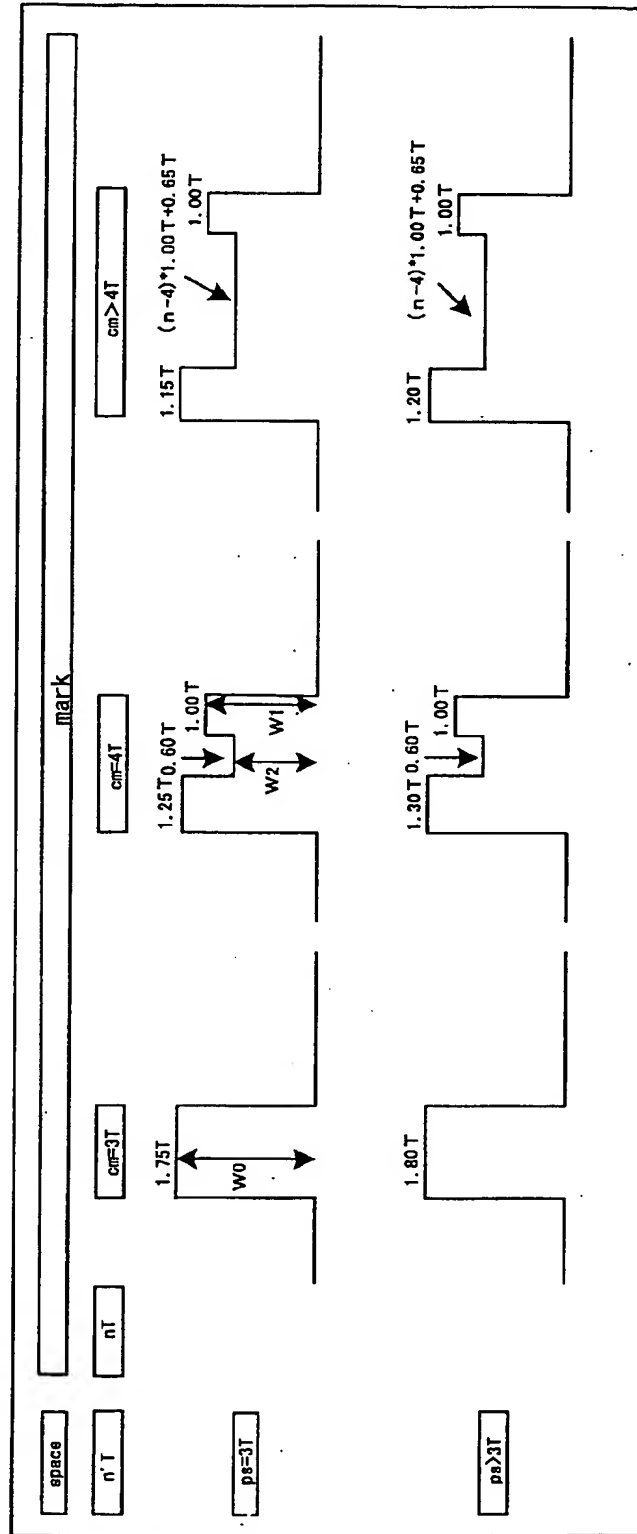 space
mark
n'T
nT
cm=3T
cm=4T
cm>4T
ps=3T
1.75T
W0
1.25T 0.60T
1.00T
W2
W1
1.15T
(n-4)*1.00T+0.65T
1.00T
ps>3T
1.80T
1.30T 0.60T
1.00T
1.20T
(n-4)*1.00T+0.65T
1.00T